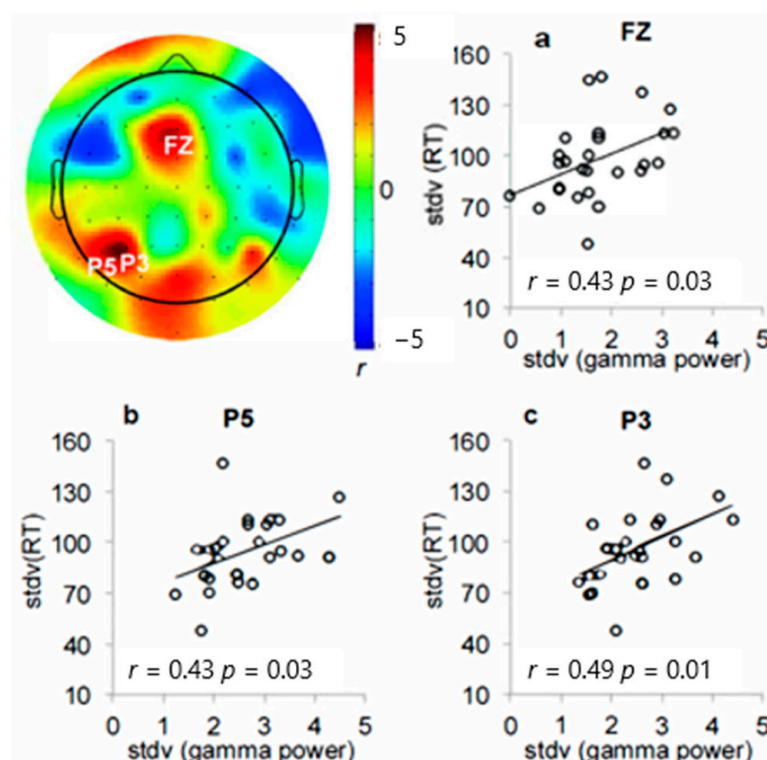 5
0
−5
r
FZ
P5 P3
a FZ
stdv (RT)
160
130
100
70
40
10
r = 0.43 p = 0.03
0 1 2 3 4 5
stdv (gamma power)
b P5
stdv(RT)
160
130
100
70
40
10
r = 0.43 p = 0.03
0 1 2 3 4 5
stdv (gamma power)
c P3
stdv(RT)
160
130
100
70
40
10
r = 0.49 p = 0.01
0 1 2 3 4 5
stdv (gamma power)